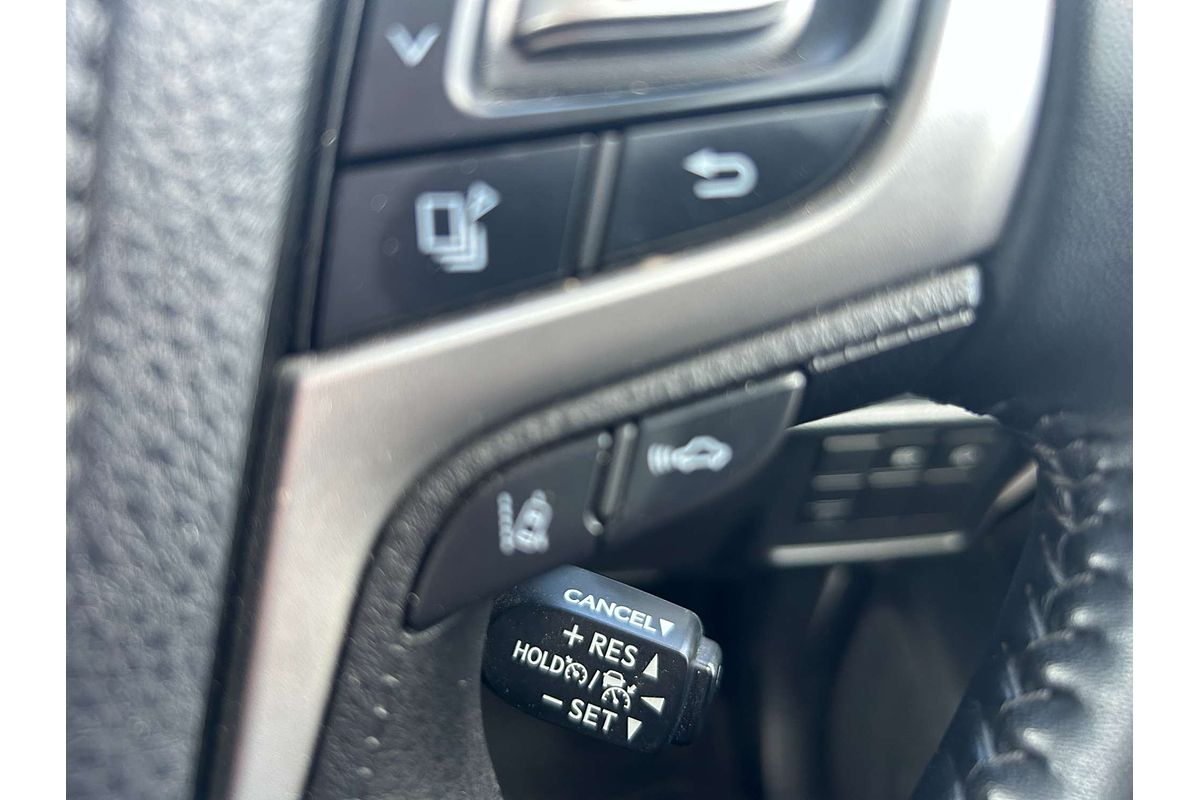 CANCEL▼
+ RES ▲
HOLD /
− SET ▼